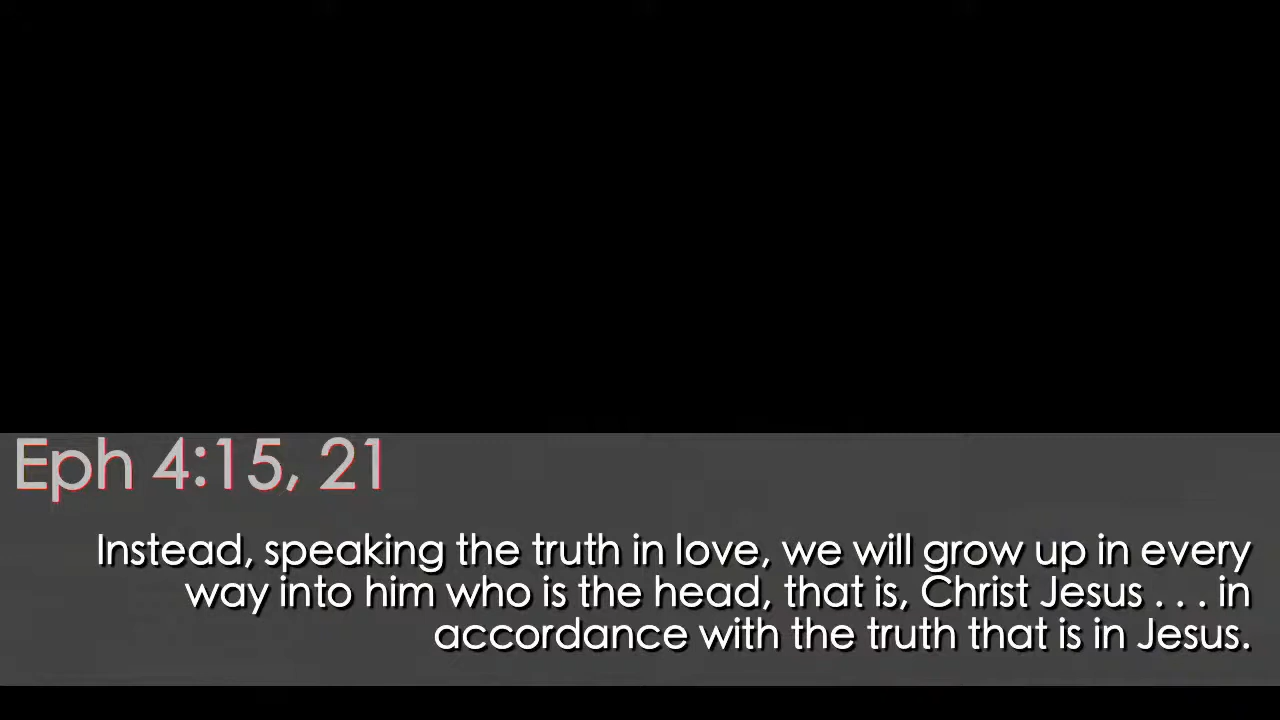 Eph 4:15, 21
Instead, speaking the truth in love, we will grow up in every
way into him who is the head, that is, Christ Jesus . . . in
accordance with the truth that is in Jesus.